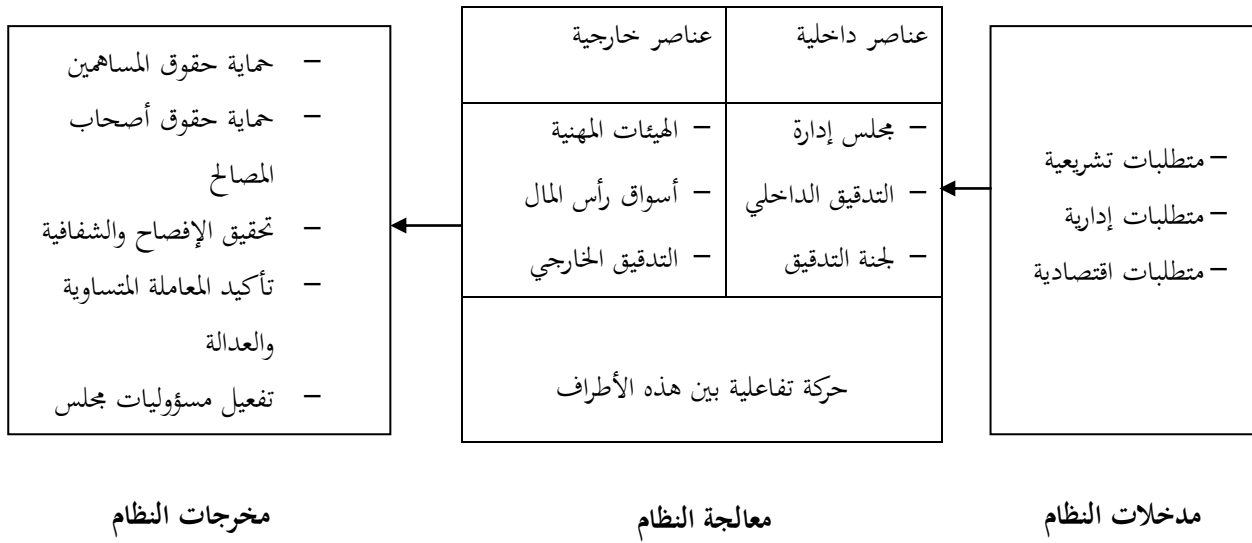 – متطلبات تشريعية
– متطلبات إدارية
– متطلبات اقتصادية
مدخلات النظام
عناصر داخلية
– مجلس إدارة
– التدقيق الداخلي
– لجنة التدقيق
عناصر خارجية
– الهيئات المهنية
– أسواق رأس المال
– التدقيق الخارجي
حركة تفاعلية بين هذه الأطراف
معالجة النظام
– حماية حقوق المساهمين
– حماية حقوق أصحاب
المصالح
– تحقيق الإفصاح والشفافية
– تأكيد المعاملة المتساوية
والعدالة
– تفعيل مسؤوليات مجلس
مخرجات النظام